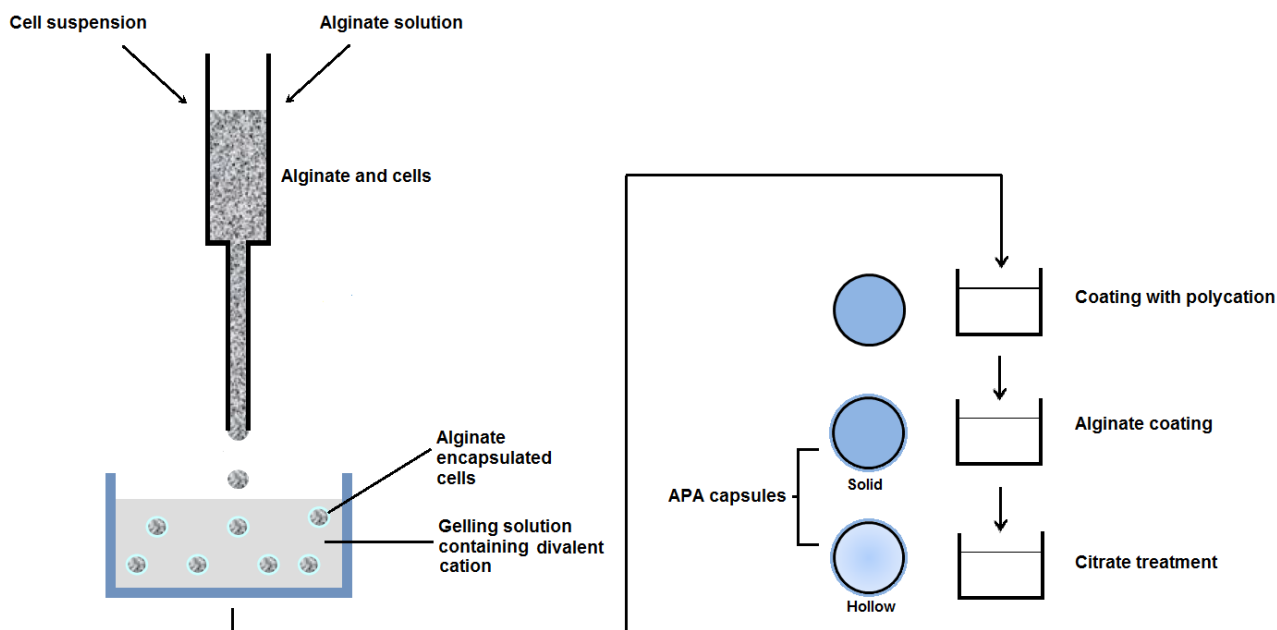 Cell suspension
Alginate solution
Alginate and cells
Alginate
encapsulated
cells
Gelling solution
containing divalent
cation
Coating with polycation
Alginate coating
Solid
APA capsules
Citrate treatment
Hollow